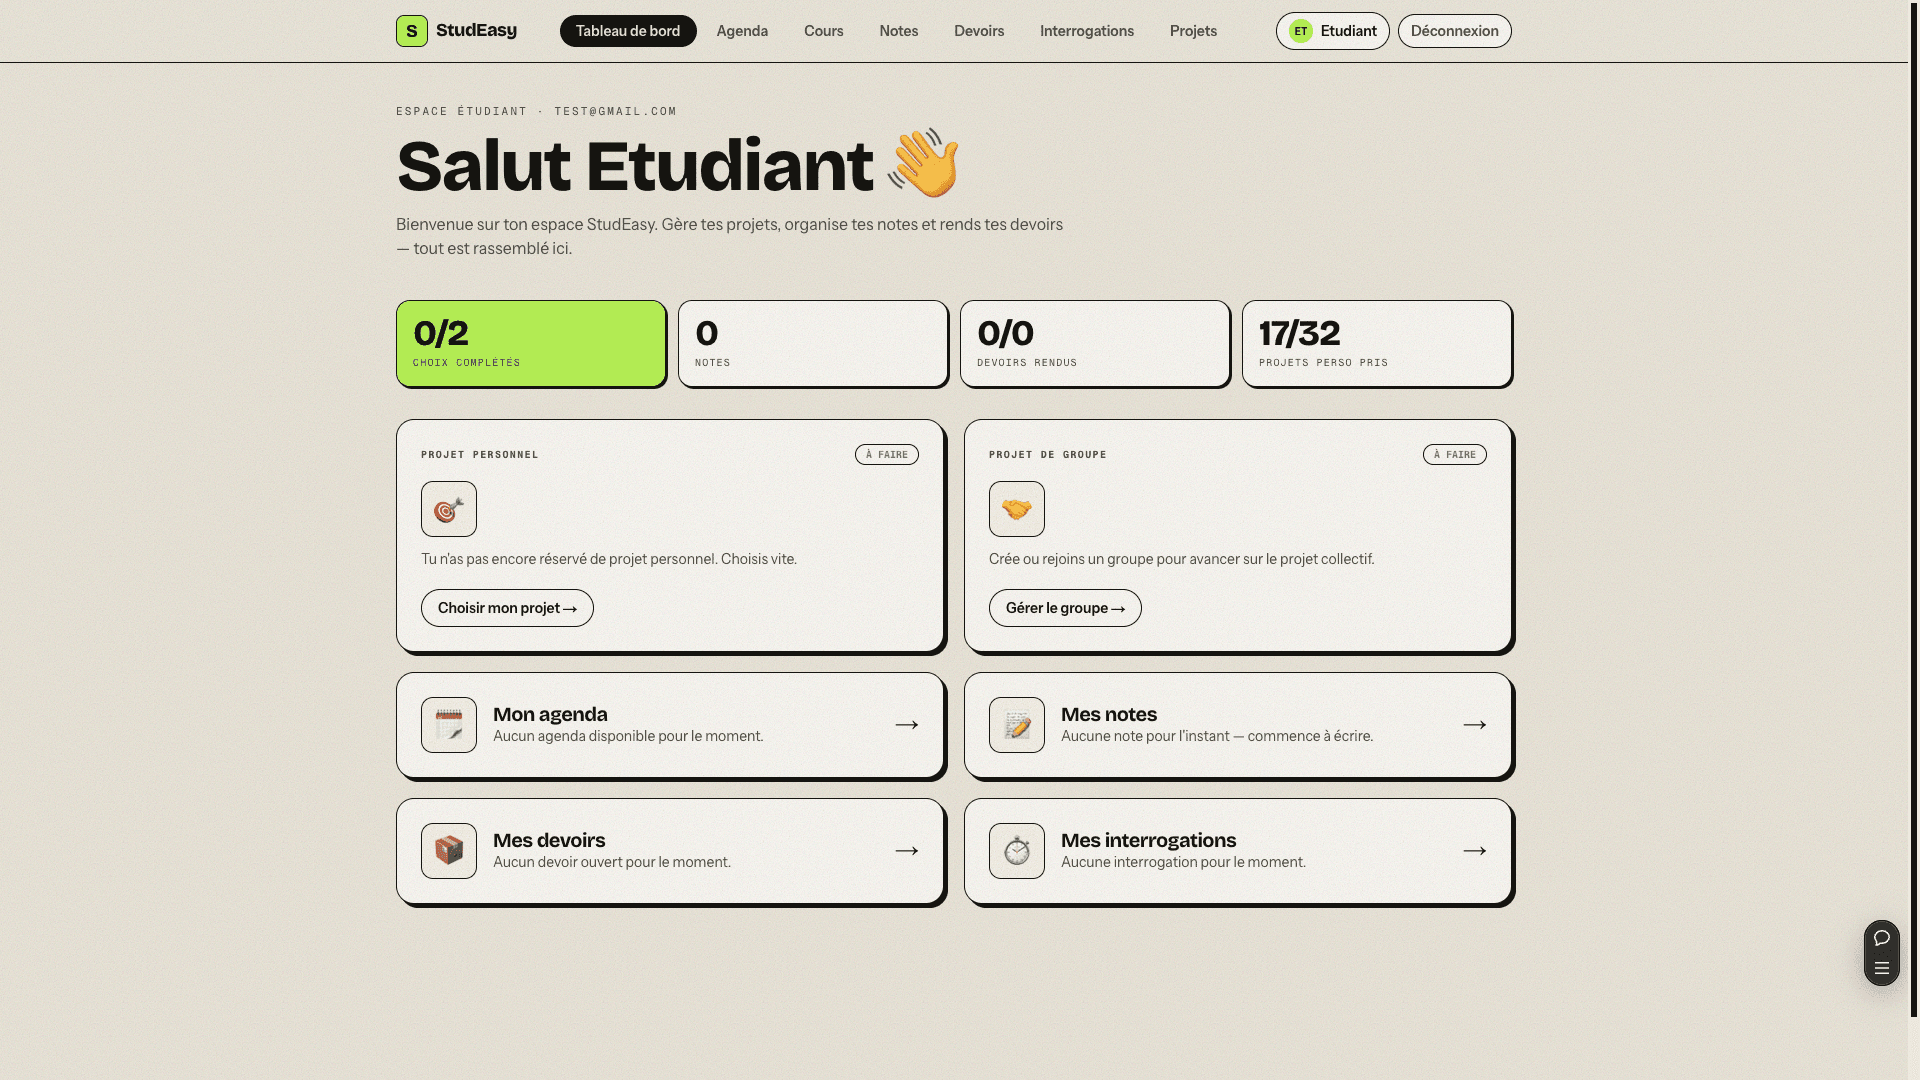 S StudEasy Tableau de bord Agenda Cours Notes Devoirs Interrogations Projets ET Etudiant Déconnexion
ESPACE ÉTUDIANT · TEST@GMAIL.COM
Salut Etudiant 👋
Bienvenue sur ton espace StudEasy. Gère tes projets, organise tes notes et rends tes devoirs
— tout est rassemblé ici.
0/2
CHOIX COMPLÉTÉS
0
NOTES
0/0
DEVOIRS RENDUS
17/32
PROJETS PERSO PRIS
PROJET PERSONNEL À FAIRE
Tu n'as pas encore réservé de projet personnel. Choisis vite.
Choisir mon projet →
PROJET DE GROUPE À FAIRE
Crée ou rejoins un groupe pour avancer sur le projet collectif.
Gérer le groupe →
Mon agenda
Aucun agenda disponible pour le moment.
→
Mes notes
Aucune note pour l'instant — commence à écrire.
→
Mes devoirs
Aucun devoir ouvert pour le moment.
→
Mes interrogations
Aucune interrogation pour le moment.
→